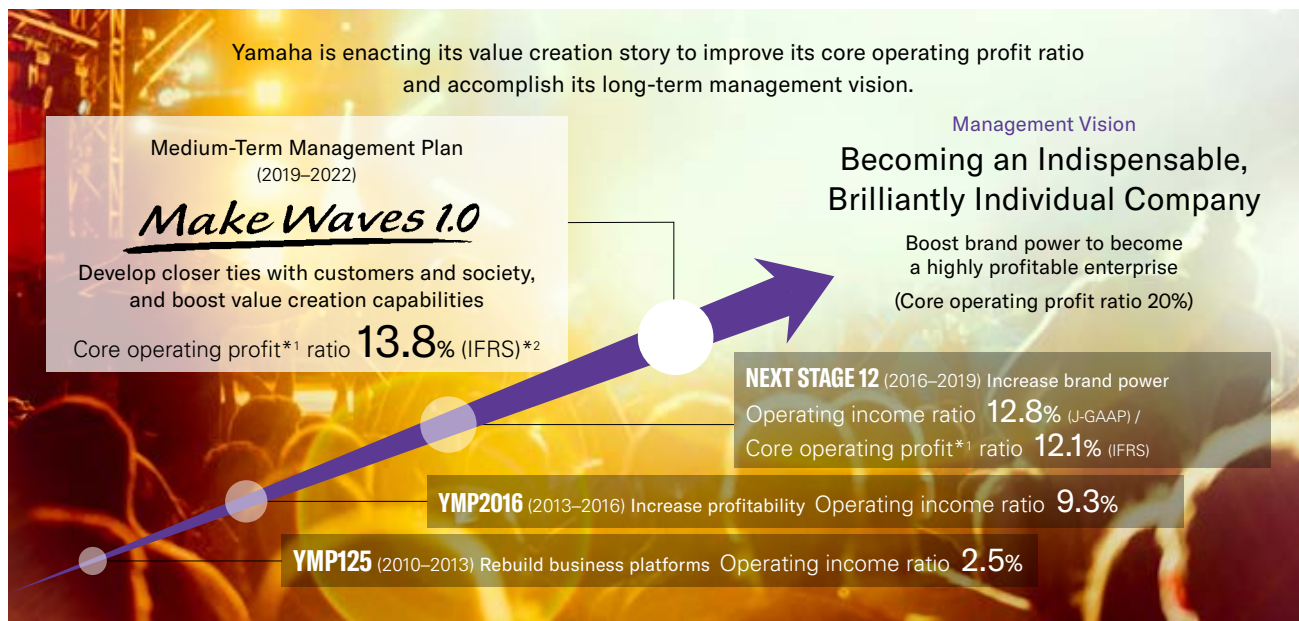 Yamaha is enacting its value creation story to improve its core operating profit ratio
and accomplish its long-term management vision.
Medium-Term Management Plan
(2019–2022)
Make Waves 1.0
Develop closer ties with customers and society,
and boost value creation capabilities
Core operating profit*1 ratio 13.8% (IFRS)*2
Management Vision
Becoming an Indispensable,
Brilliantly Individual Company
Boost brand power to become
a highly profitable enterprise
(Core operating profit ratio 20%)
NEXT STAGE 12 (2016–2019) Increase brand power
Operating income ratio 12.8% (J-GAAP) /
Core operating profit*1 ratio 12.1% (IFRS)
YMP2016 (2013–2016) Increase profitability Operating income ratio 9.3%
YMP125 (2010–2013) Rebuild business platforms Operating income ratio 2.5%